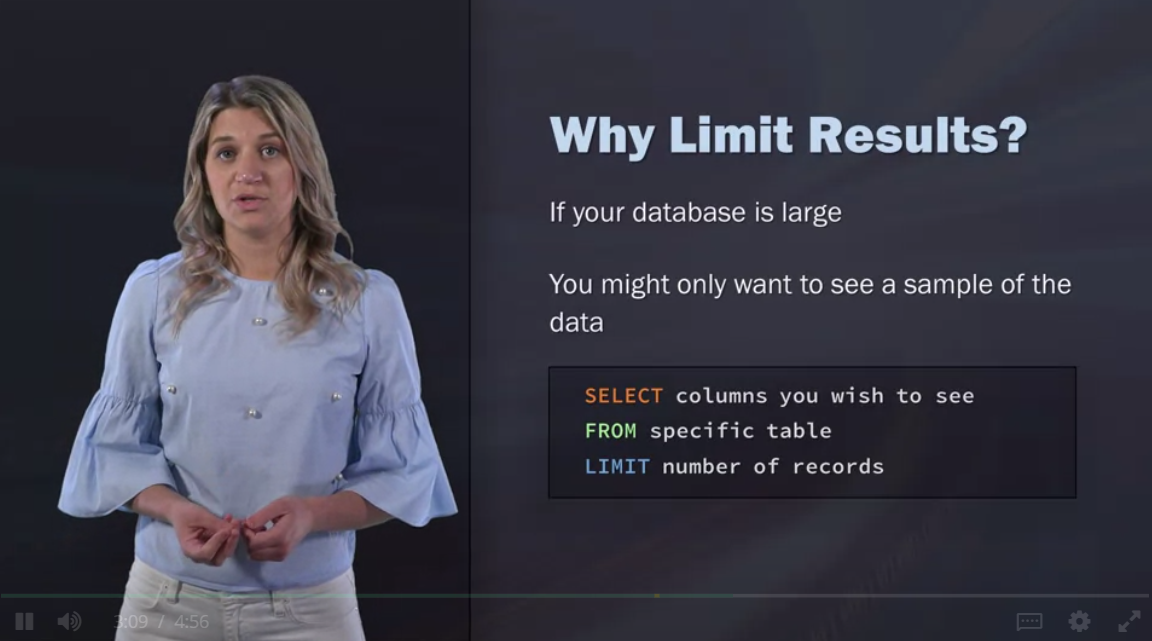 Why Limit Results?
If your database is large
You might only want to see a sample of the
data
SELECT columns you wish to see
FROM specific table
LIMIT number of records
3:09 / 4:56